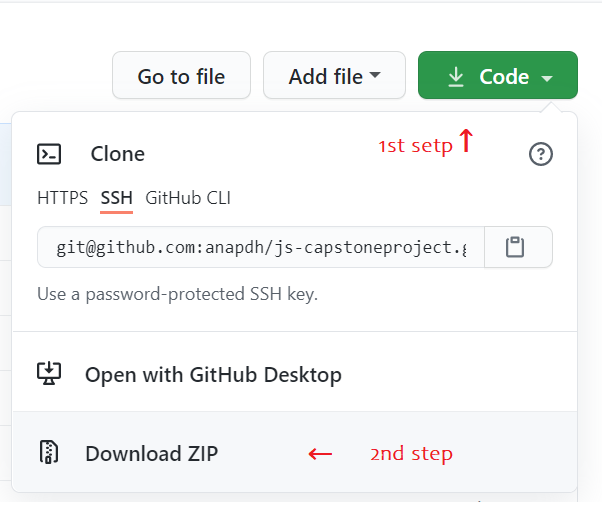 Go to file Add file Code
1st setp
Clone
HTTPS SSH GitHub CLI
git@github.com:anapdh/js-capstoneproject.g
Use a password-protected SSH key.
Open with GitHub Desktop
Download ZIP 2nd step